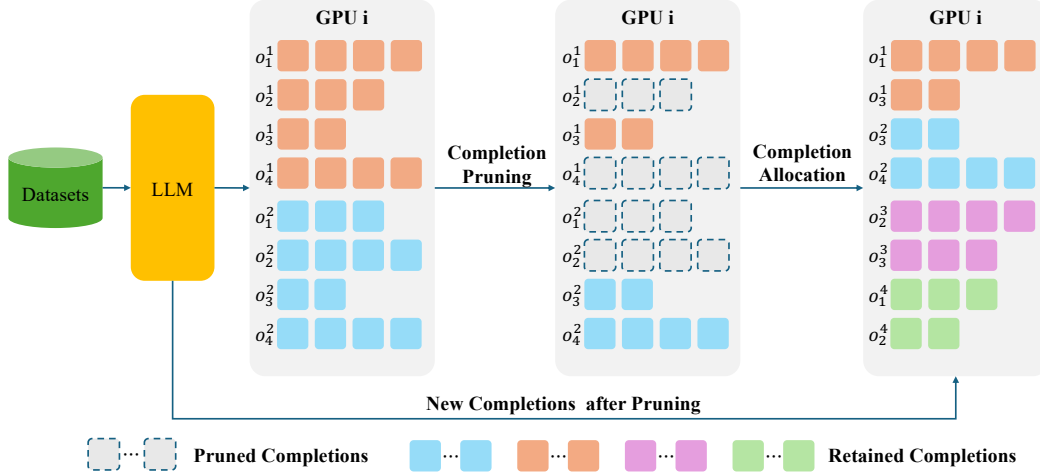 GPU i
GPU i
GPU i
Datasets
LLM
o_1^1
o_2^1
o_3^1
o_4^1
o_1^2
o_2^2
o_3^2
o_4^2
Completion
Pruning
o_1^1
o_2^1
o_3^1
o_4^1
o_1^2
o_2^2
o_3^2
o_4^2
Completion
Allocation
o_1^1
o_3^1
o_3^2
o_4^2
o_2^3
o_3^3
o_1^4
o_2^4
New Completions after Pruning
... Pruned Completions ... ... ... ... Retained Completions